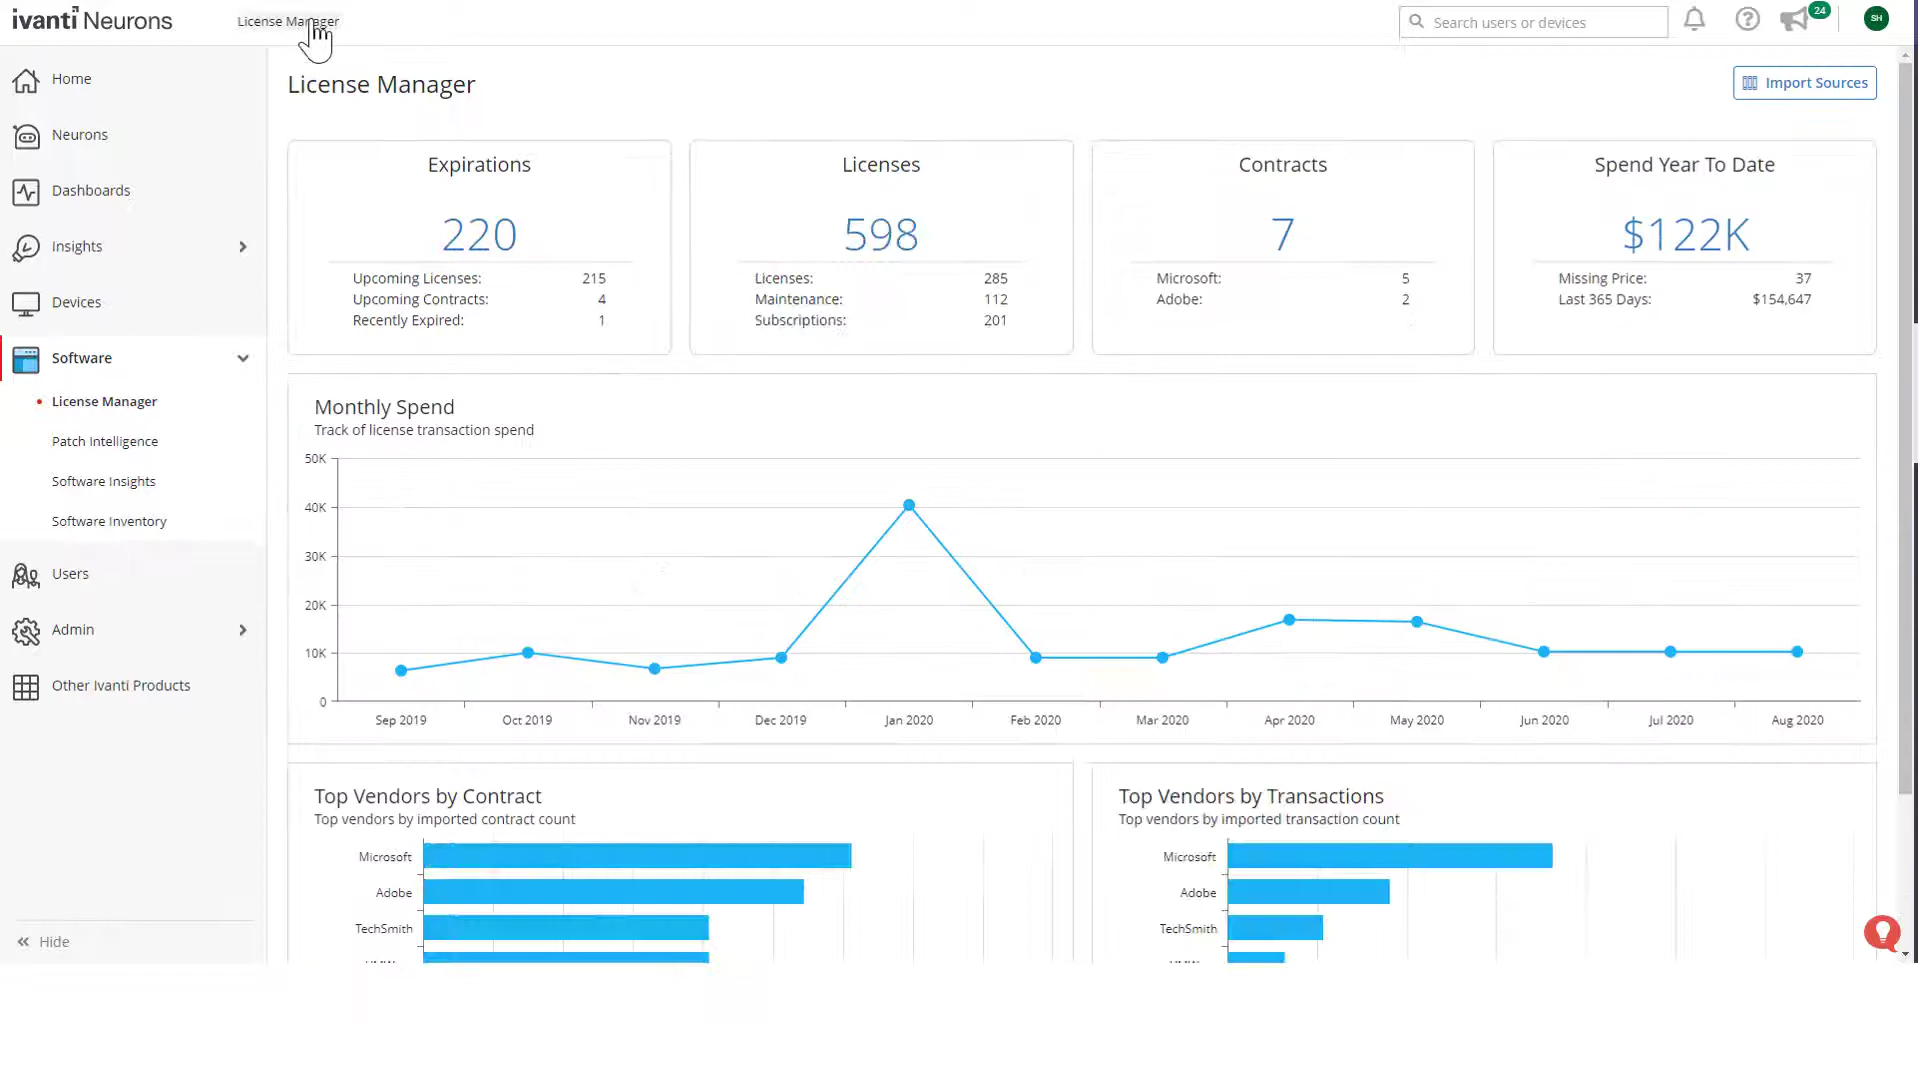 ivanti Neurons
License Manager
Search users or devices
24
SH
Home
Neurons
Dashboards
Insights
Devices
Software
License Manager
Patch Intelligence
Software Insights
Software Inventory
Users
Admin
Other Ivanti Products
Hide
License Manager
Import Sources
Expirations
220
Upcoming Licenses: 215
Upcoming Contracts: 4
Recently Expired: 1
Licenses
598
Licenses: 285
Maintenance: 112
Subscriptions: 201
Contracts
7
Microsoft: 5
Adobe: 2
Spend Year To Date
$122K
Missing Price: 37
Last 365 Days: $154,647
Monthly Spend
Track of license transaction spend
50K
40K
30K
20K
10K
0
Sep 2019 Oct 2019 Nov 2019 Dec 2019 Jan 2020 Feb 2020 Mar 2020 Apr 2020 May 2020 Jun 2020 Jul 2020 Aug 2020
Top Vendors by Contract
Top vendors by imported contract count
Microsoft
Adobe
TechSmith
Top Vendors by Transactions
Top vendors by imported transaction count
Microsoft
Adobe
TechSmith